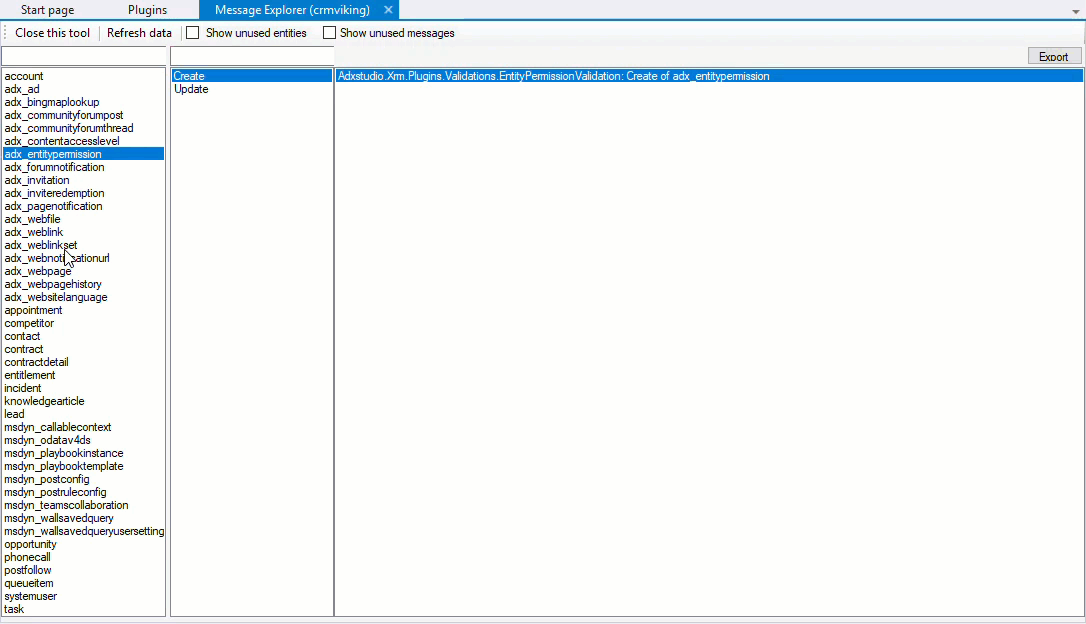 Start page Plugins Message Explorer (crmviking)
Close this tool Refresh data Show unused entities Show unused messages
Export
account
adx_ad
adx_bingmaplookup
adx_communityforumpost
adx_communityforumthread
adx_contentaccesslevel
adx_entitypermission
adx_forumnotification
adx_invitation
adx_inviteredemption
adx_pagenotification
adx_webfile
adx_weblink
adx_weblinkset
adx_webpage
adx_webpagehistory
adx_websitelanguage
appointment
competitor
contact
contract
contractdetail
entitlement
incident
knowledgearticle
lead
msdyn_callablecontext
msdyn_odatav4ds
msdyn_playbookinstance
msdyn_playbooktemplate
msdyn_postconfig
msdyn_postruleconfig
msdyn_teamscollaboration
msdyn_wallsavedquery
msdyn_wallsavedqueryusersetting
opportunity
phonecall
postfollow
queueitem
systemuser
task
Create
Update
Adxstudio.Xrm.Plugins.Validations.EntityPermissionValidation: Create of adx_entitypermission